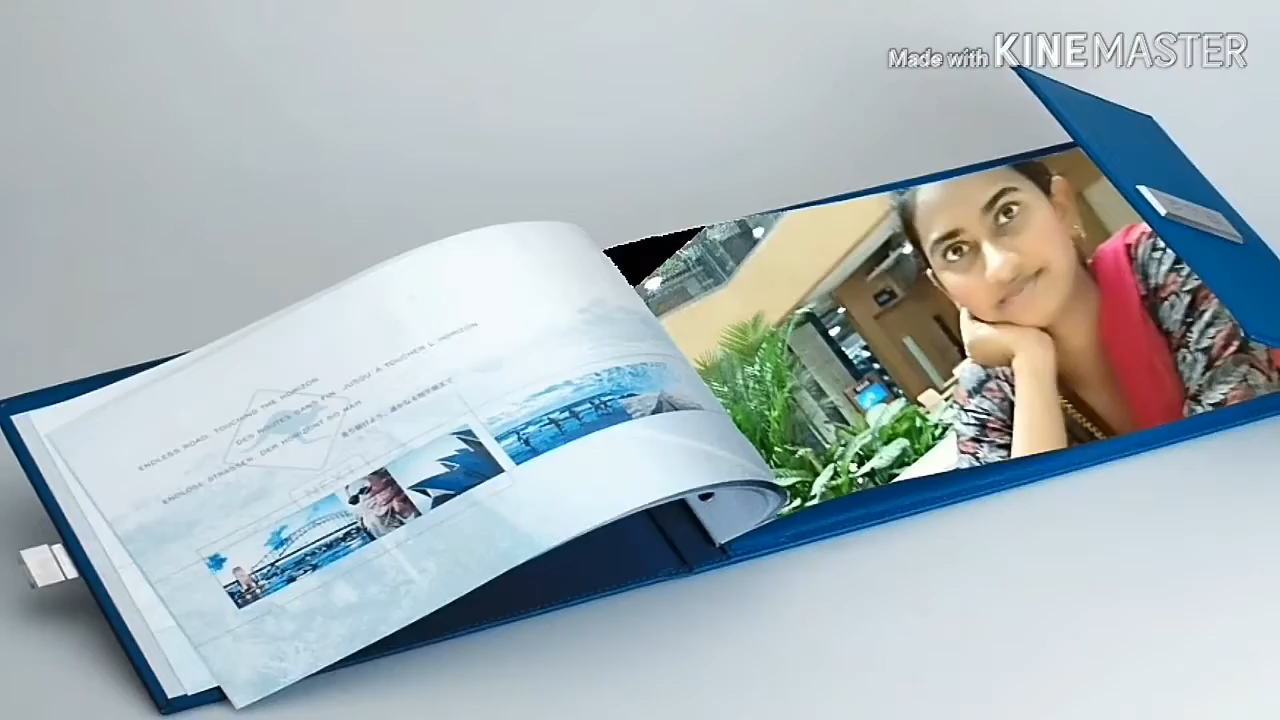 Made with KINEMASTER
ENDLESS ROAD, TOUCHING THE HORIZON
DES ROUTES SANS FIN, JUSQU'À TOUCHER L'HORIZON
ENDLOSE STRASSEN, DER HORIZONT SO NAH